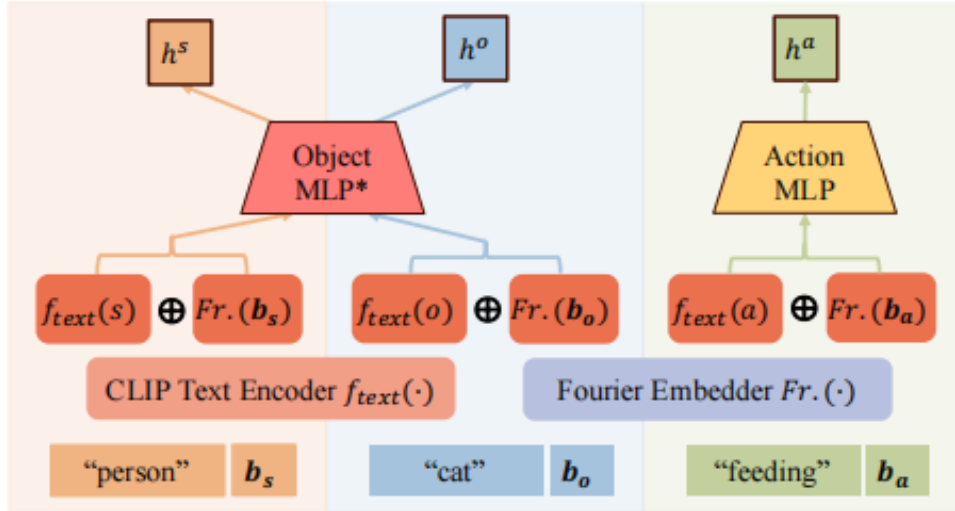 h^s h^o h^a
Object
MLP*
Action
MLP
f_text(s) ⊕ Fr.(b_s) f_text(o) ⊕ Fr.(b_o) f_text(a) ⊕ Fr.(b_a)
CLIP Text Encoder f_text(·) Fourier Embedder Fr.(·)
“person” b_s “cat” b_o “feeding” b_a